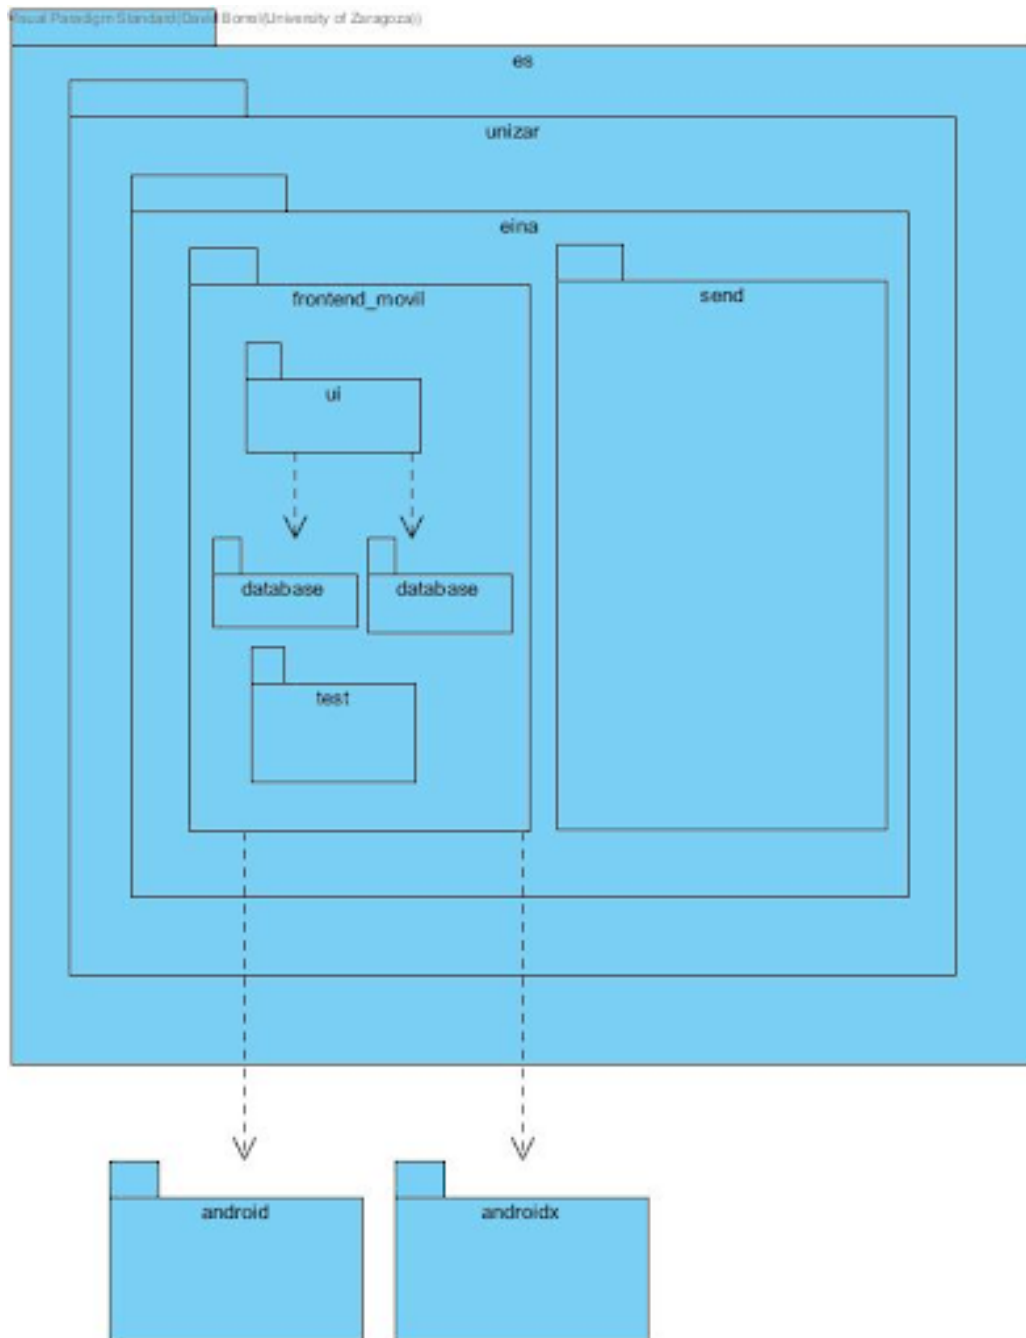 Visual Paradigm Standard(David Borrel(University of Zaragoza))
es
unizar
eina
frontend_movil
send
ui
database
database
test
android
androidx